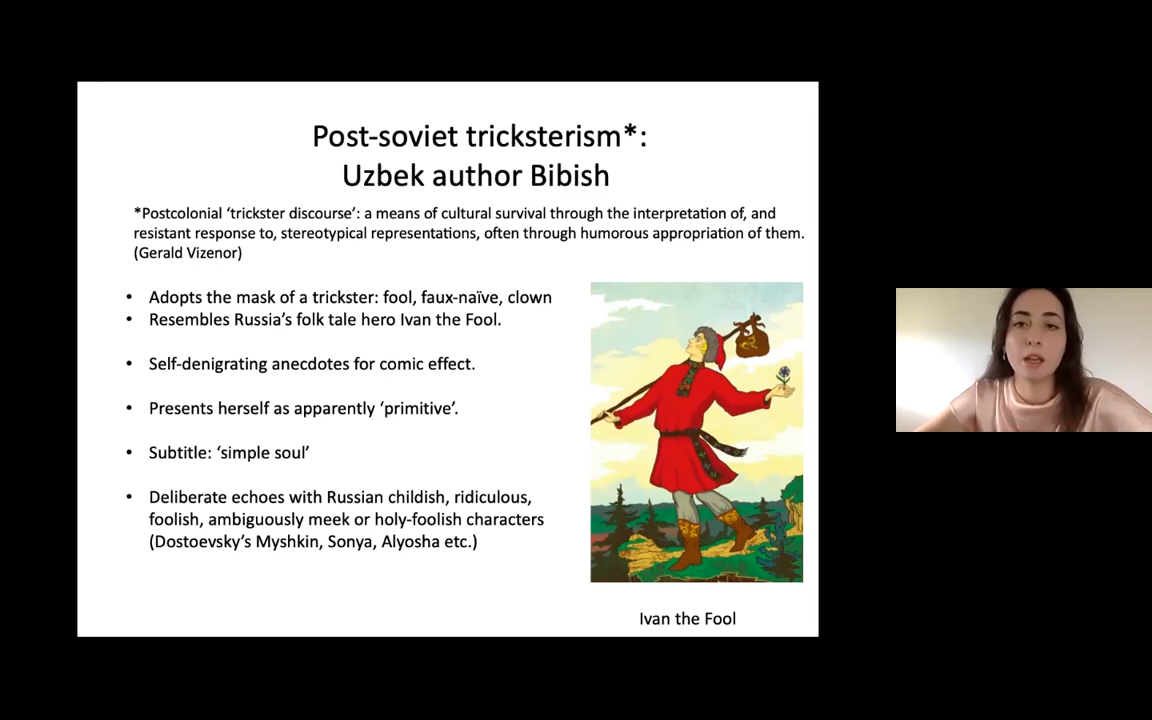 Post-soviet tricksterism*:
Uzbek author Bibish
*Postcolonial ‘trickster discourse’: a means of cultural survival through the interpretation of, and
resistant response to, stereotypical representations, often through humorous appropriation of them.
(Gerald Vizenor)
• Adopts the mask of a trickster: fool, faux-naïve, clown
• Resembles Russia’s folk tale hero Ivan the Fool.
• Self-denigrating anecdotes for comic effect.
• Presents herself as apparently ‘primitive’.
• Subtitle: ‘simple soul’
• Deliberate echoes with Russian childish, ridiculous,
foolish, ambiguously meek or holy-foolish characters
(Dostoevsky’s Myshkin, Sonya, Alyosha etc.)
Ivan the Fool